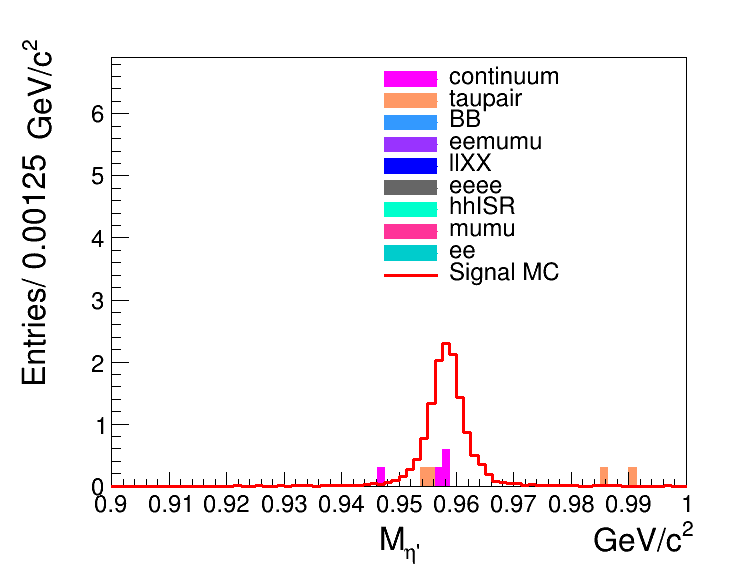 Entries/ 0.00125 GeV/c²
6
5
4
3
2
1
0
continuum
taupair
BB
eemumu
llXX
eeee
hhISR
mumu
ee
Signal MC
0.9 0.91 0.92 0.93 0.94 0.95 0.96 0.97 0.98 0.99 1
M_η' GeV/c²